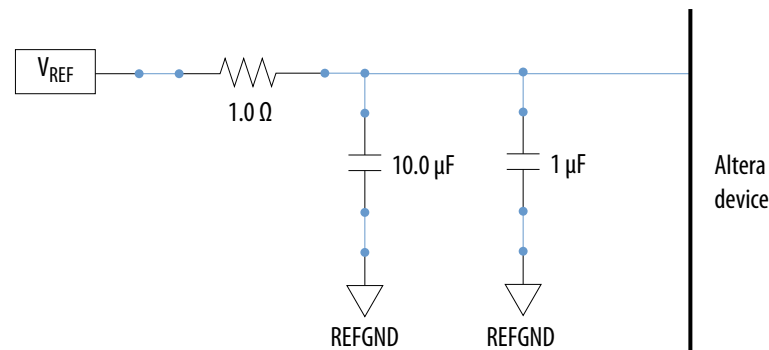 VREF
1.0 Ω
10.0 µF
1 µF
Altera
device
REFGND
REFGND